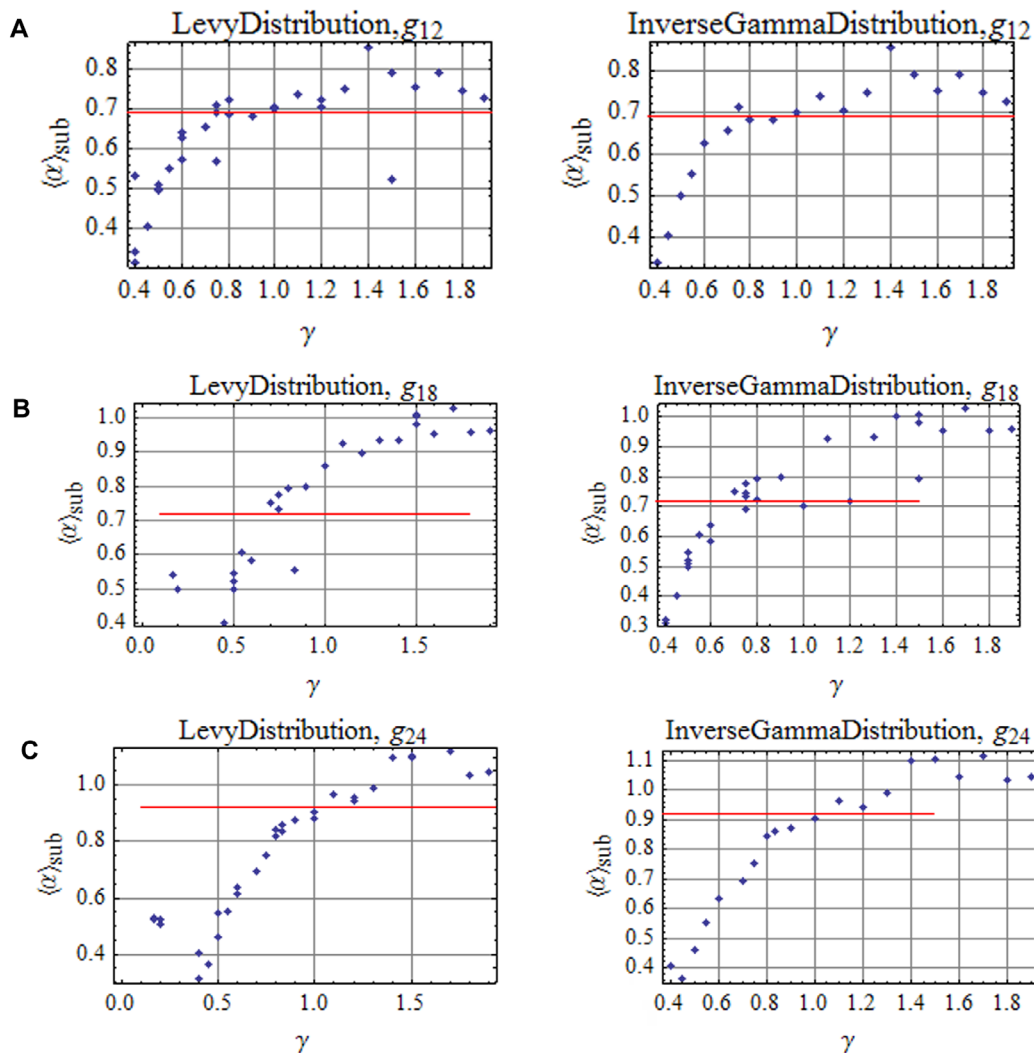 A
LevyDistribution, g12
0.8
0.7
0.6
0.5
0.4
⟨α⟩sub
0.4 0.6 0.8 1.0 1.2 1.4 1.6 1.8
γ
InverseGammaDistribution, g12
0.8
0.7
0.6
0.5
0.4
⟨α⟩sub
0.4 0.6 0.8 1.0 1.2 1.4 1.6 1.8
γ
B
LevyDistribution, g18
1.0
0.9
0.8
0.7
0.6
0.5
0.4
⟨α⟩sub
0.0 0.5 1.0 1.5
γ
InverseGammaDistribution, g18
1.0
0.9
0.8
0.7
0.6
0.5
0.4
0.3
⟨α⟩sub
0.4 0.6 0.8 1.0 1.2 1.4 1.6 1.8
γ
C
LevyDistribution, g24
1.0
0.8
0.6
0.4
⟨α⟩sub
0.0 0.5 1.0 1.5
γ
InverseGammaDistribution, g24
1.1
1.0
0.9
0.8
0.7
0.6
0.5
0.4
⟨α⟩sub
0.4 0.6 0.8 1.0 1.2 1.4 1.6 1.8
γ